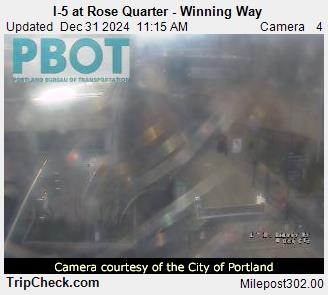 I-5 at Rose Quarter - Winning Way
Updated Dec 31 2024 11:15 AM Camera 4
PBOT
PORTLAND BUREAU OF TRANSPORTATION
Camera courtesy of the City of Portland
TripCheck.com Milepost302.00